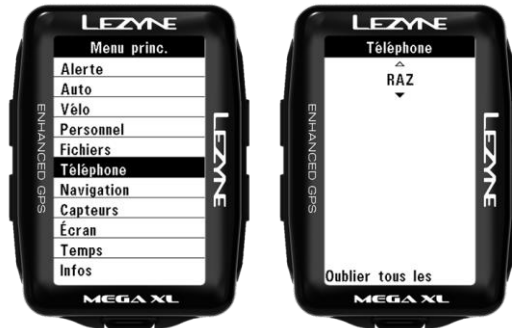 LEZYNE
Menu princ.
Alerte
Auto
Vélo
Personnel
Fichiers
Téléphone
Navigation
Capteurs
Écran
Temps
Infos
ENHANCED GPS
LEZYNE
MEGA XL
LEZYNE
Téléphone
RAZ
Oublier tous les
ENHANCED GPS
LEZYNE
MEGA XL